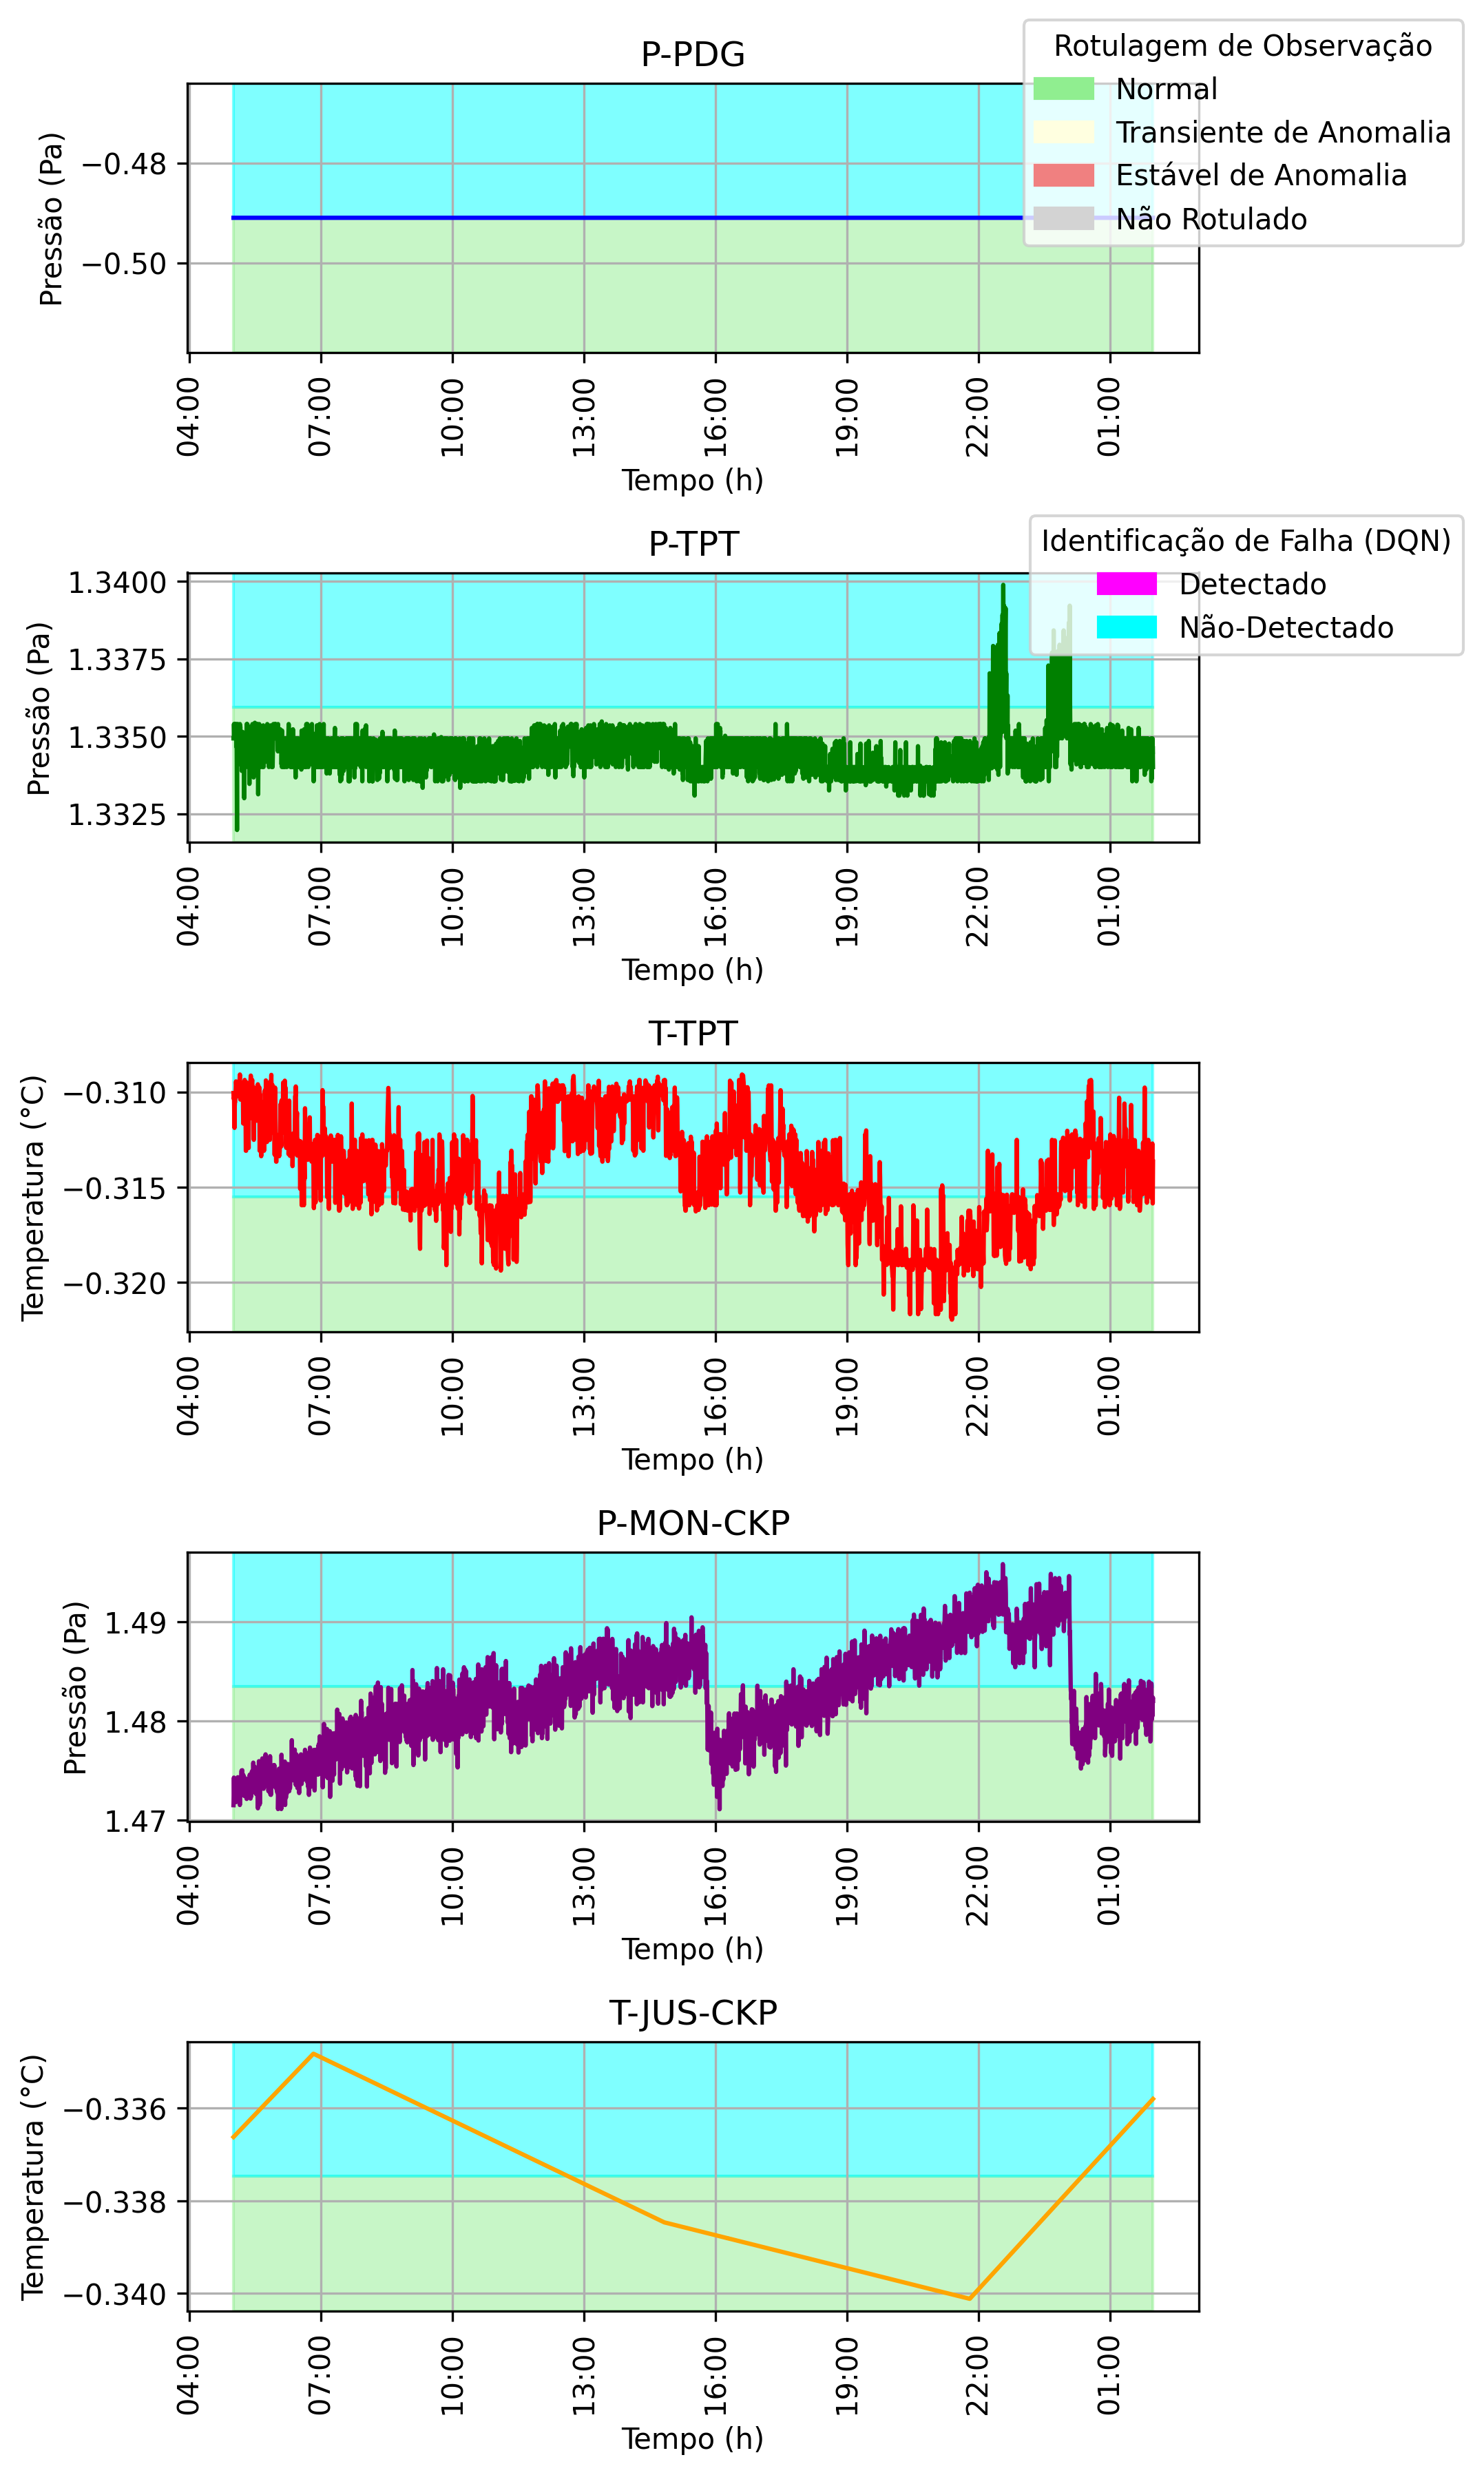 P-PDG
Rotulagem de Observação
Normal
Transiente de Anomalia
Estável de Anomalia
Não Rotulado
Pressão (Pa)
−0.48
−0.50
04:00 07:00 10:00 13:00 16:00 19:00 22:00 01:00
Tempo (h)
P-TPT
Identificação de Falha (DQN)
Detectado
Não-Detectado
Pressão (Pa)
1.3400
1.3375
1.3350
1.3325
04:00 07:00 10:00 13:00 16:00 19:00 22:00 01:00
Tempo (h)
T-TPT
Temperatura (°C)
−0.310
−0.315
−0.320
04:00 07:00 10:00 13:00 16:00 19:00 22:00 01:00
Tempo (h)
P-MON-CKP
Pressão (Pa)
1.49
1.48
1.47
04:00 07:00 10:00 13:00 16:00 19:00 22:00 01:00
Tempo (h)
T-JUS-CKP
Temperatura (°C)
−0.336
−0.338
−0.340
04:00 07:00 10:00 13:00 16:00 19:00 22:00 01:00
Tempo (h)